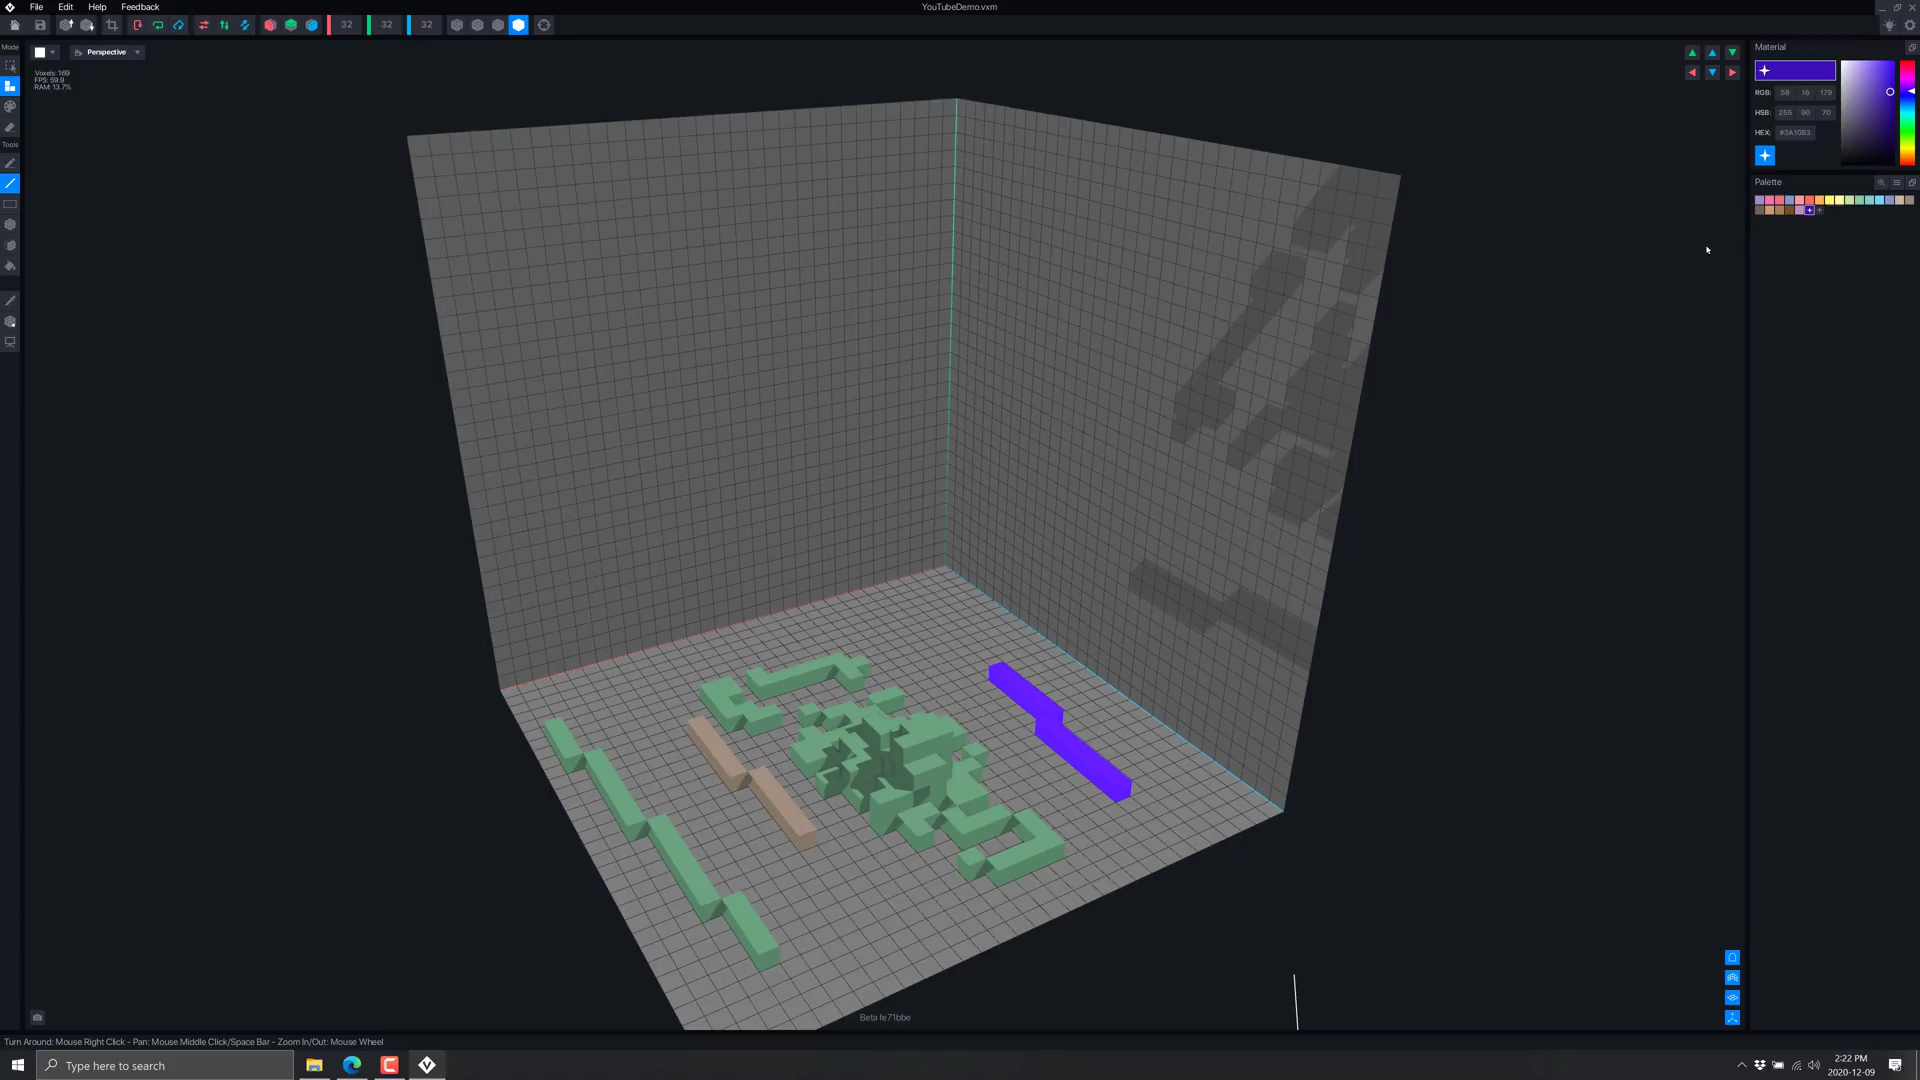 File Edit Help Feedback
YouTubeDemo.vxm
32 32 32
Mode
Perspective
Voxels: 169
FPS: 59.9
RAM: 13.7%
Tools
Material
RGB: 58 16 179
HSB: 255 90 70
HEX: #3A10B3
Palette
Beta fe71bbe
Turn Around: Mouse Right Click - Pan: Mouse Middle Click/Space Bar - Zoom In/Out: Mouse Wheel
Type here to search
2:22 PM
2020-12-09